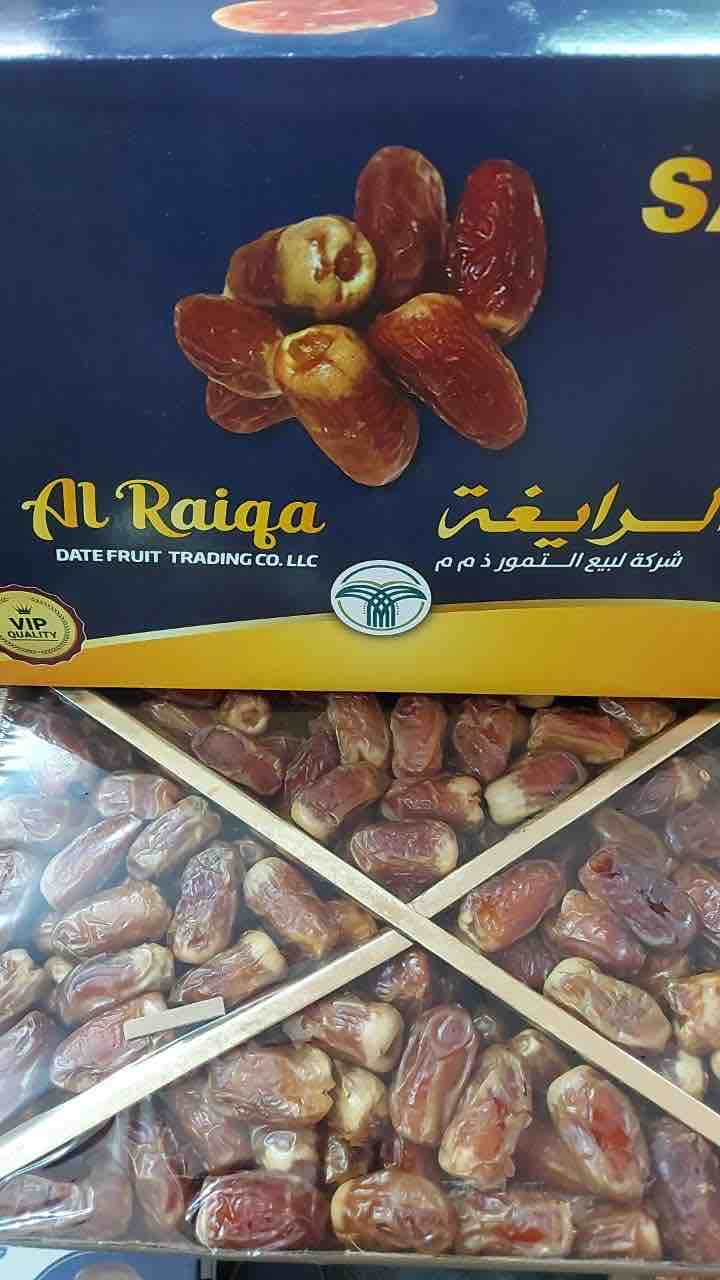 SA
Al Raiqa
DATE FRUIT TRADING CO. LLC
الرايغة
شركة لبيع التمور ذ م م
VIP
QUALITY